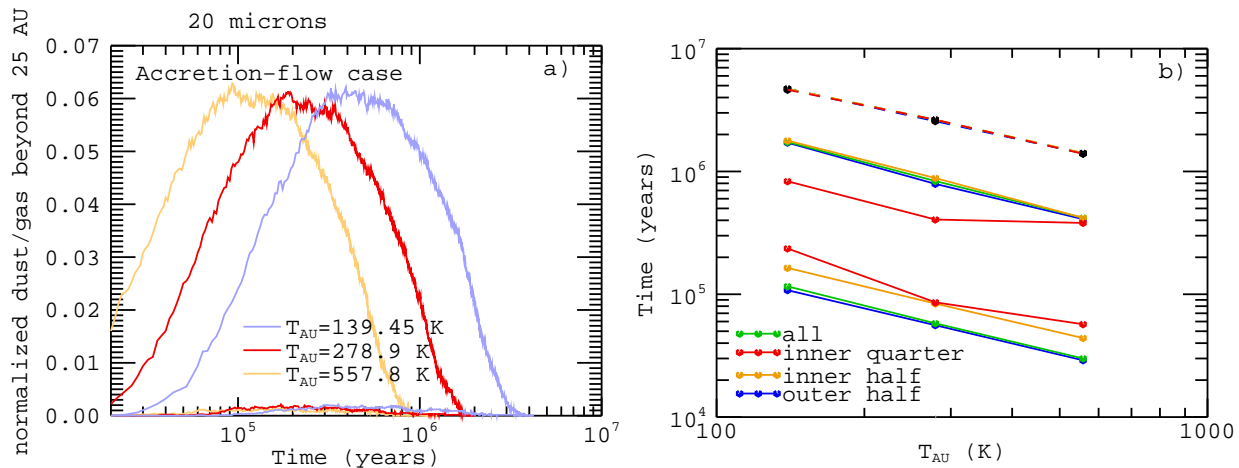 20 microns
normalized dust/gas beyond 25 AU
0.07
0.06
0.05
0.04
0.03
0.02
0.01
0.00
Accretion-flow case
a)
T_AU=139.45 K
T_AU=278.9 K
T_AU=557.8 K
10^5
10^6
10^7
Time (years)
b)
Time (years)
10^7
10^6
10^5
10^4
all
inner quarter
inner half
outer half
100
1000
T_AU (K)